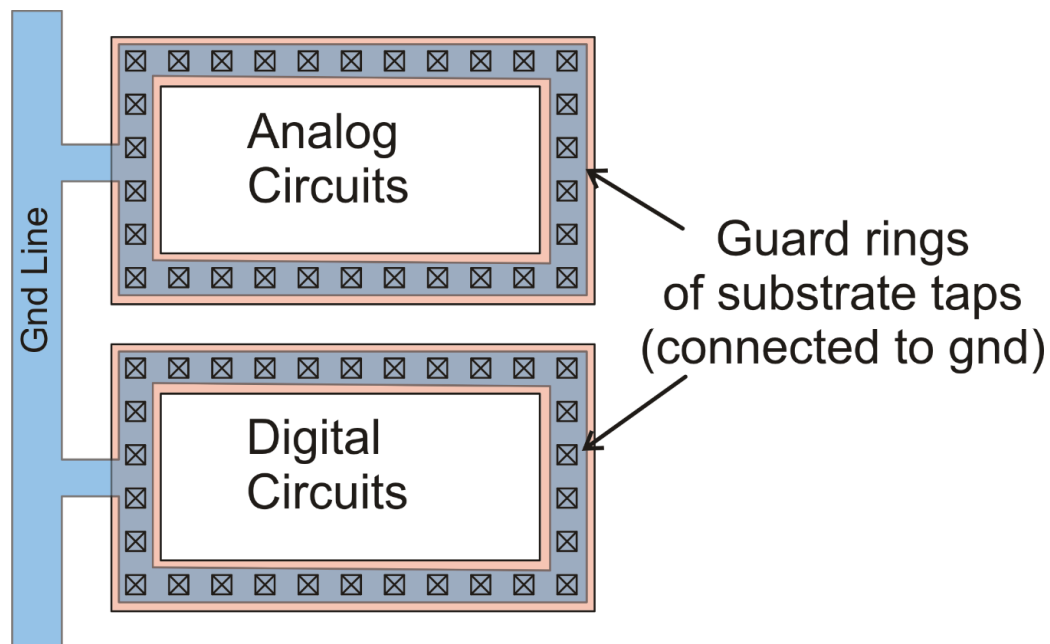 Gnd Line
Analog
Circuits
Guard rings
of substrate taps
(connected to gnd)
Digital
Circuits